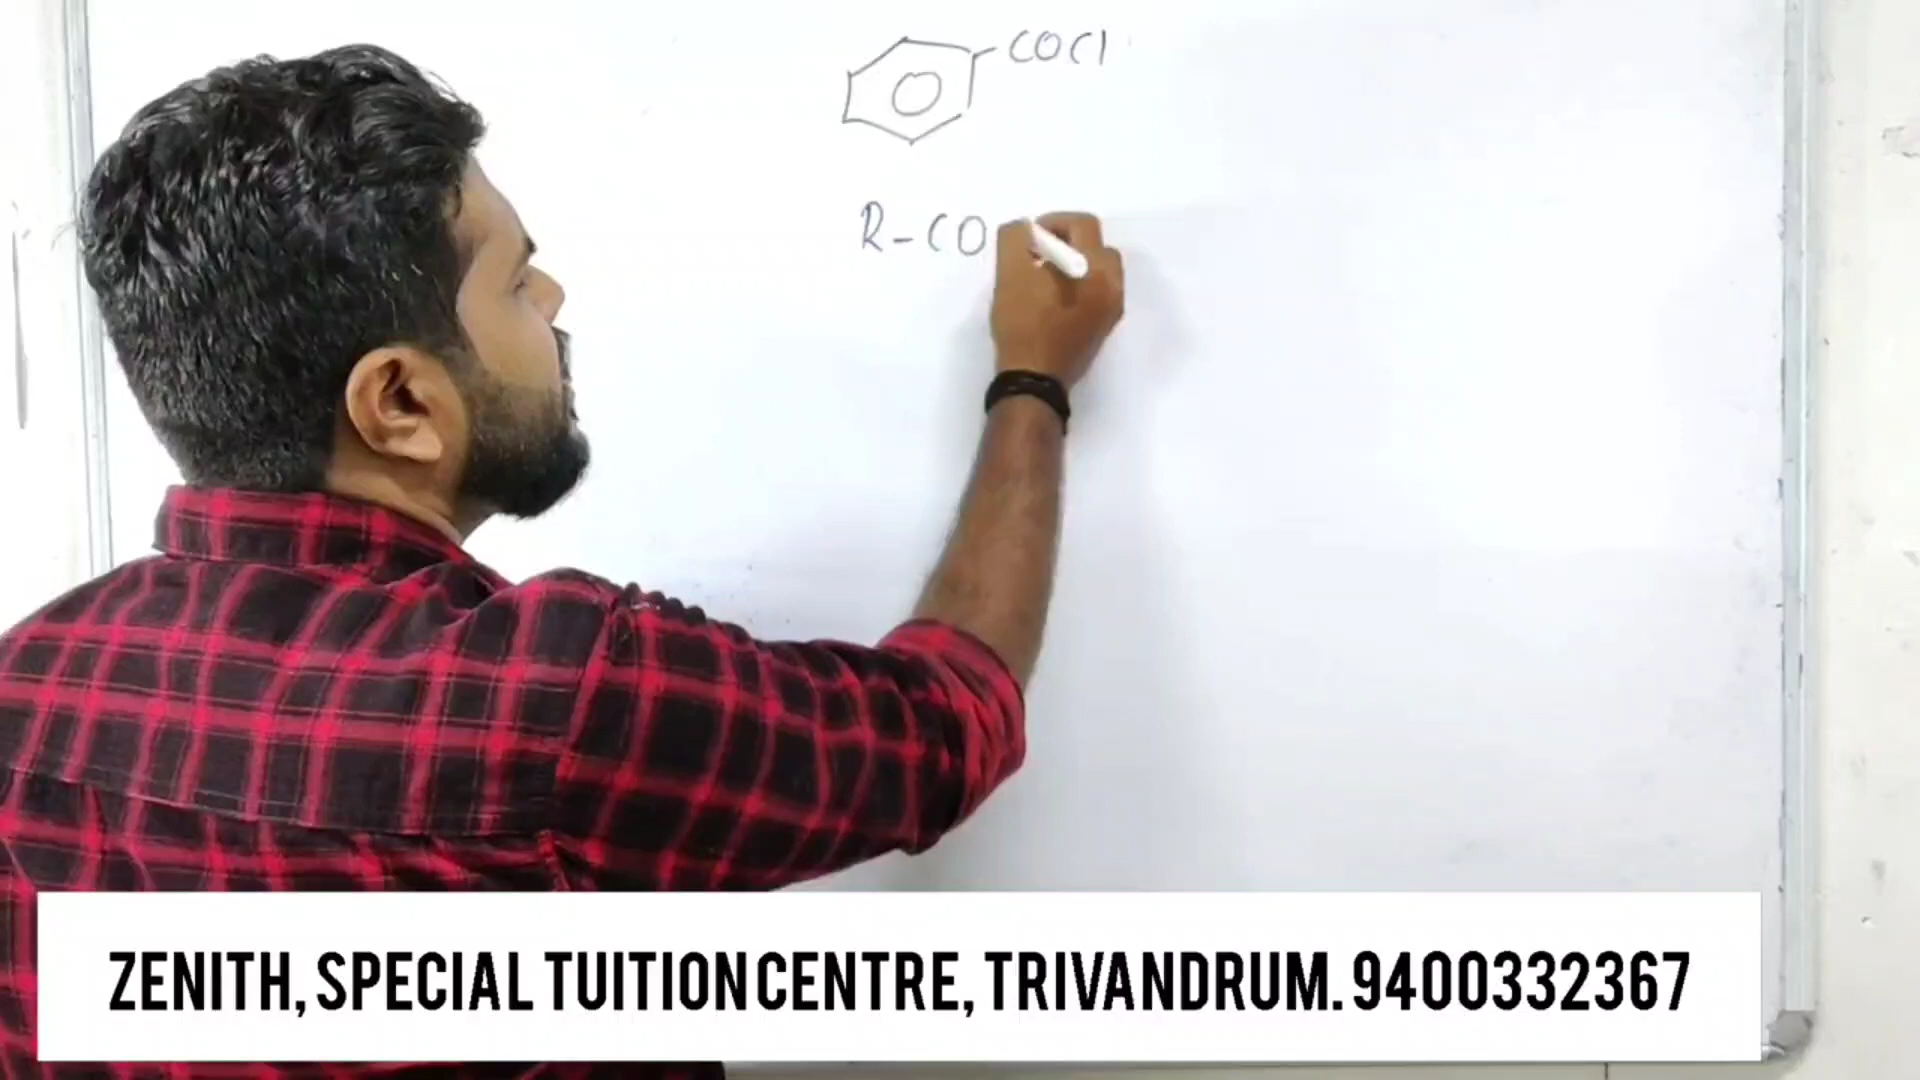 COCl
R-CO
ZENITH, SPECIAL TUITION CENTRE, TRIVANDRUM. 9400332367